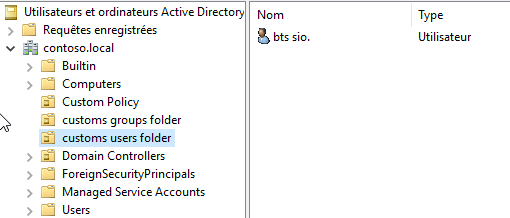 Utilisateurs et ordinateurs Active Directory
Requêtes enregistrées
contoso.local
Builtin
Computers
Custom Policy
customs groups folder
customs users folder
Domain Controllers
ForeignSecurityPrincipals
Managed Service Accounts
Users
Nom Type
bts sio. Utilisateur